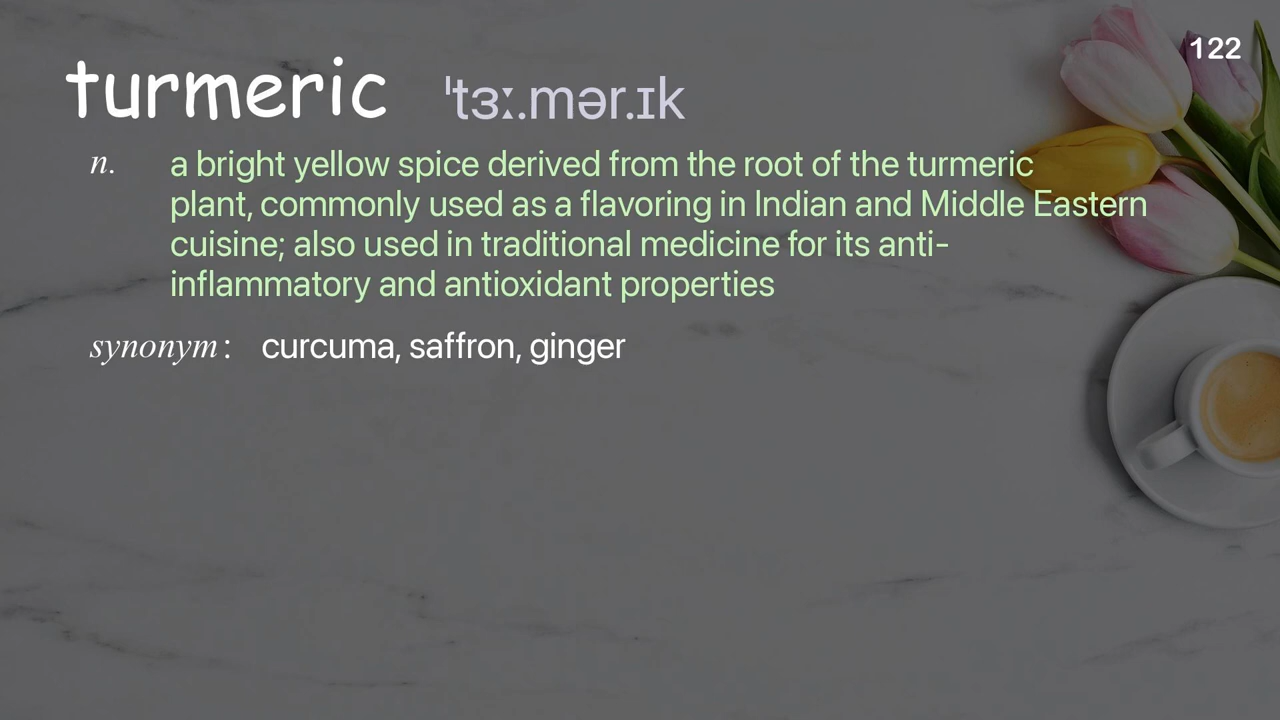 122
turmeric ˈtɜː.mər.ɪk
n. a bright yellow spice derived from the root of the turmeric
plant, commonly used as a flavoring in Indian and Middle Eastern
cuisine; also used in traditional medicine for its anti-
inflammatory and antioxidant properties
synonym : curcuma, saffron, ginger